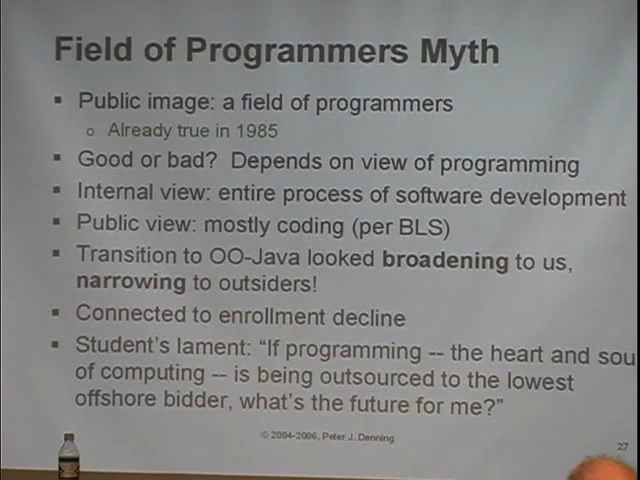 Field of Programmers Myth
▪ Public image: a field of programmers
o Already true in 1985
▪ Good or bad? Depends on view of programming
▪ Internal view: entire process of software development
▪ Public view: mostly coding (per BLS)
▪ Transition to OO-Java looked broadening to us,
narrowing to outsiders!
▪ Connected to enrollment decline
▪ Student's lament: “If programming -- the heart and sou
of computing -- is being outsourced to the lowest
offshore bidder, what's the future for me?”
© 2004-2006, Peter J. Denning
27